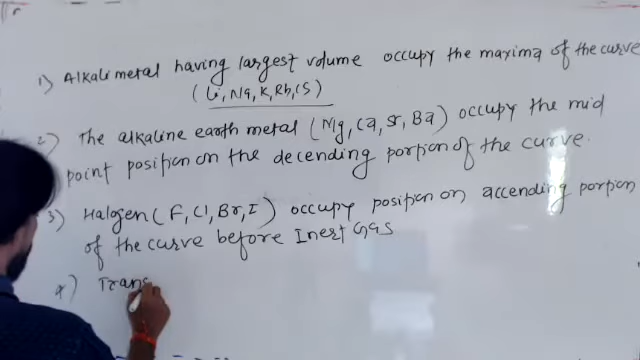 1) Alkali metal having largest volume occupy the maxima of the curve
(Li, Na, K, Rb, CS)
2) The alkaline earth metal (Mg, Ca, Sr, Ba) occupy the mid
point position on the decending portion of the curve.
3) Halogen (F, Cl, Br, I) occupy position on accending portion
of the curve before Inert Gas
4) Trans